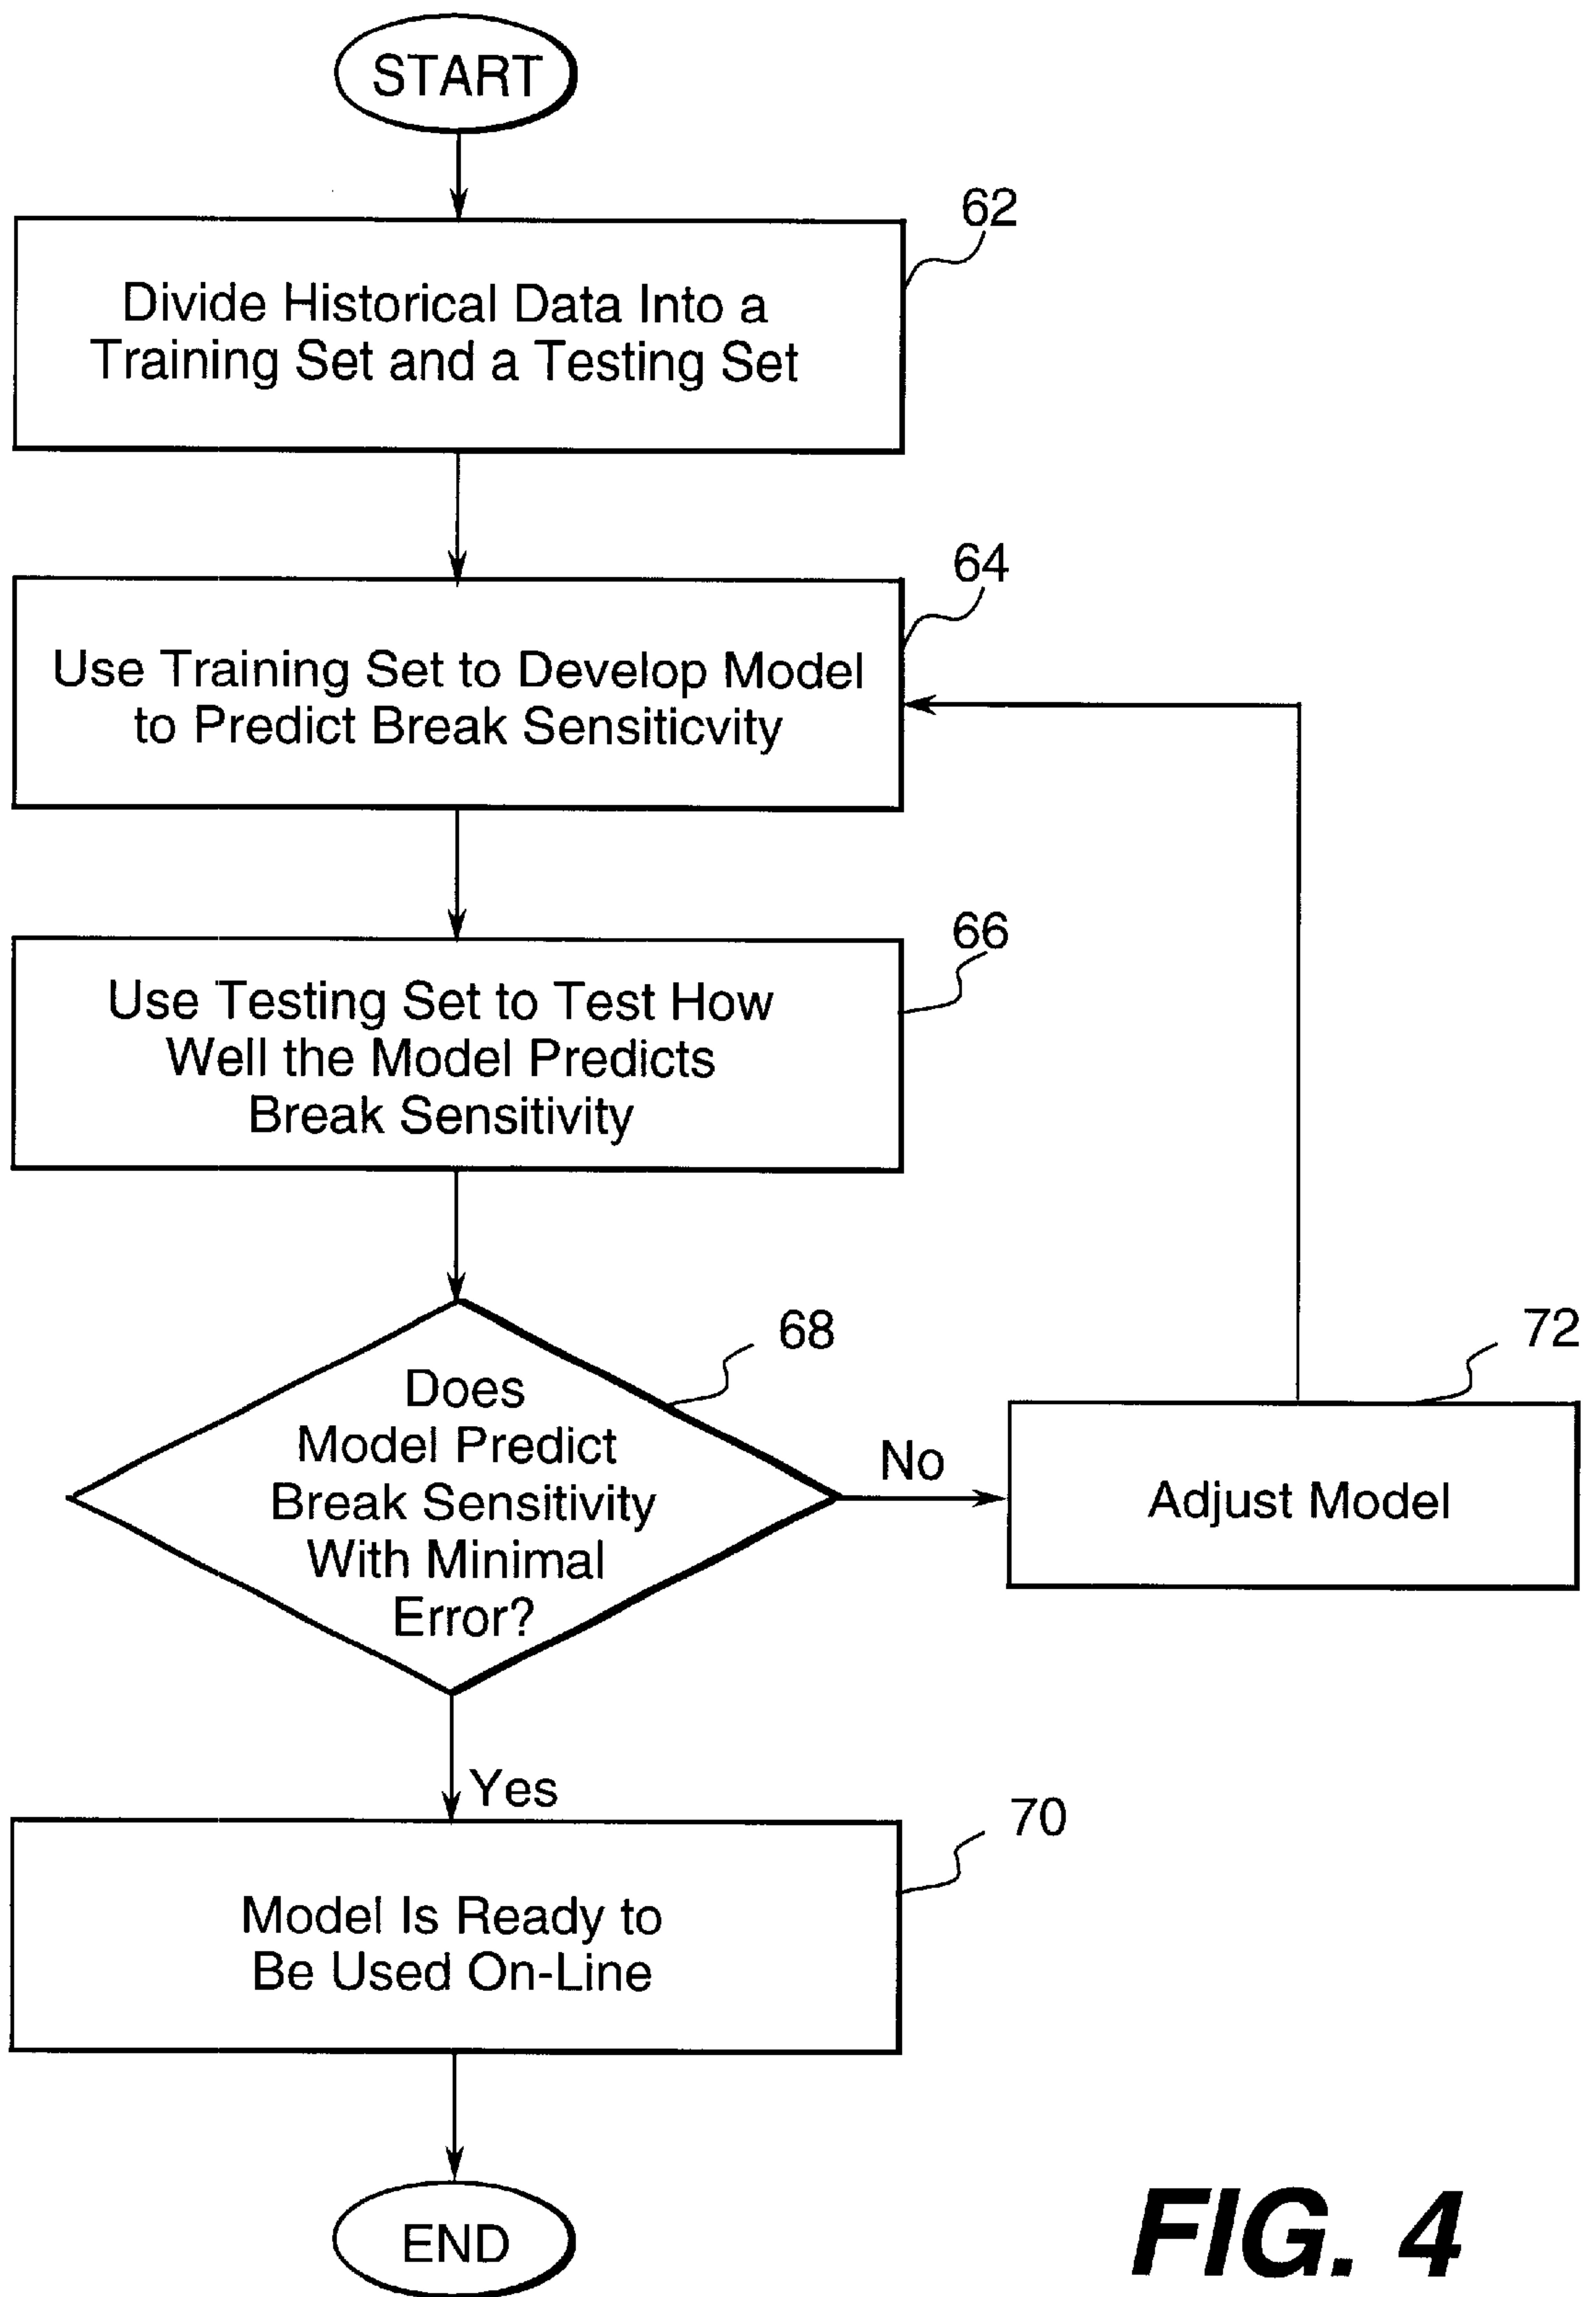 START
62
Divide Historical Data Into a
Training Set and a Testing Set
64
Use Training Set to Develop Model
to Predict Break Sensiticvity
66
Use Testing Set to Test How
Well the Model Predicts
Break Sensitivity
68
Does
Model Predict
Break Sensitivity
With Minimal
Error?
No
72
Adjust Model
Yes
70
Model Is Ready to
Be Used On-Line
END
FIG. 4